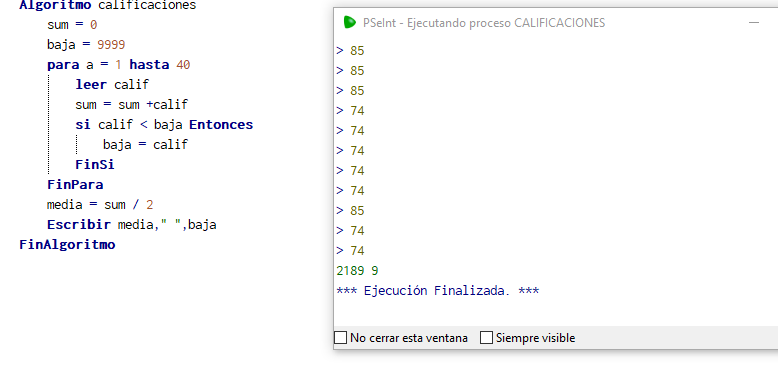 Algoritmo calificaciones
sum = 0
baja = 9999
para a = 1 hasta 40
leer calif
sum = sum +calif
si calif < baja Entonces
baja = calif
FinSi
FinPara
media = sum / 2
Escribir media," ",baja
FinAlgoritmo
PSeInt - Ejecutando proceso CALIFICACIONES
> 85
> 85
> 85
> 74
> 74
> 74
> 74
> 74
> 85
> 74
> 74
2189 9
*** Ejecución Finalizada. ***
No cerrar esta ventana Siempre visible